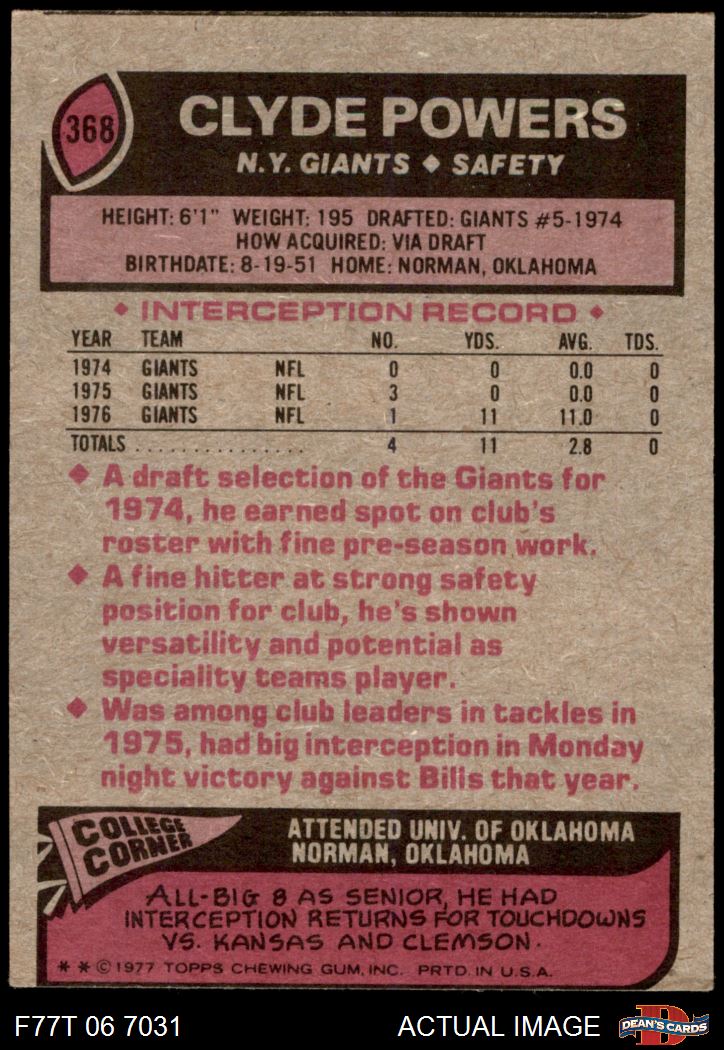 368
CLYDE POWERS
N.Y. GIANTS ♦ SAFETY
HEIGHT: 6'1" WEIGHT: 195 DRAFTED: GIANTS #5-1974
HOW ACQUIRED: VIA DRAFT
BIRTHDATE: 8-19-51 HOME: NORMAN, OKLAHOMA
♦ INTERCEPTION RECORD ♦
YEAR TEAM NO. YDS. AVG. TDS.
1974 GIANTS NFL 0 0 0.0 0
1975 GIANTS NFL 3 0 0.0 0
1976 GIANTS NFL 1 11 11.0 0
TOTALS . . . . . . . . . . . . . . . 4 11 2.8 0
♦ A draft selection of the Giants for
1974, he earned spot on club's
roster with fine pre-season work.
♦ A fine hitter at strong safety
position for club, he's shown
versatility and potential as
speciality teams player.
♦ Was among club leaders in tackles in
1975, had big interception in Monday
night victory against Bills that year.
COLLEGE
CORNER
ATTENDED UNIV. OF OKLAHOMA
NORMAN, OKLAHOMA
ALL-BIG 8 AS SENIOR, HE HAD
INTERCEPTION RETURNS FOR TOUCHDOWNS
VS. KANSAS AND CLEMSON.
* * © 1977 TOPPS CHEWING GUM, INC. PRTD. IN U.S.A.
F77T 06 7031 ACTUAL IMAGE
D
DEAN'S CARDS